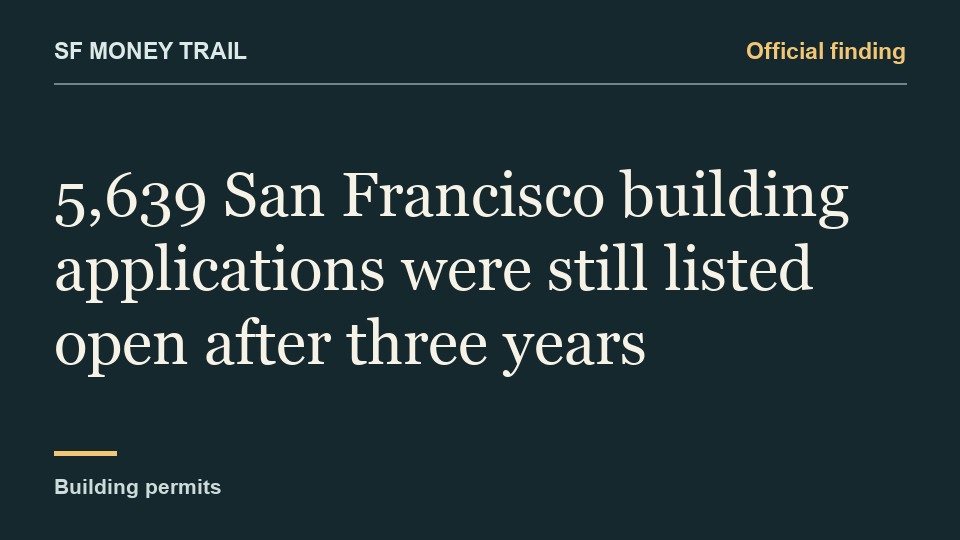 SF MONEY TRAIL
Official finding
5,639 San Francisco building
applications were still listed
open after three years
Building permits